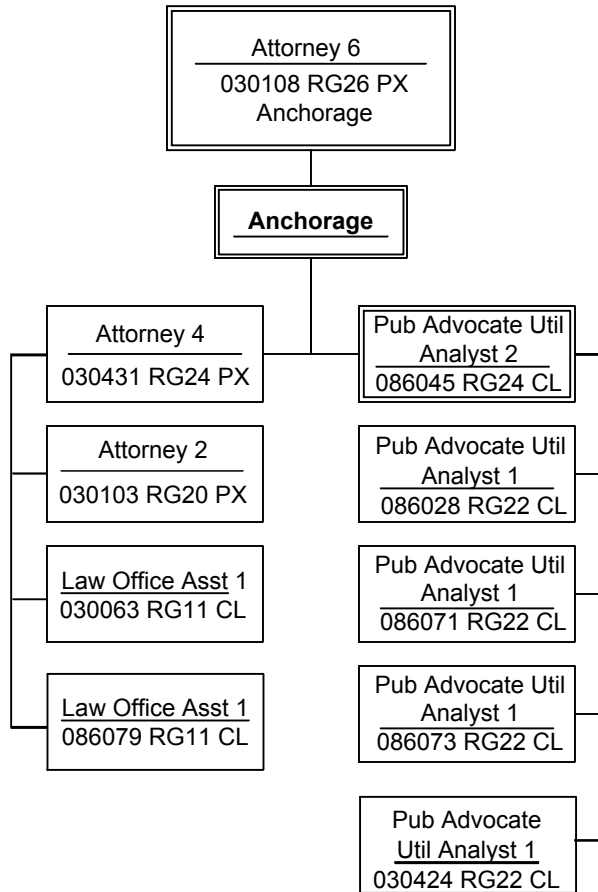 Attorney 6
030108 RG26 PX
Anchorage
Anchorage
Attorney 4
030431 RG24 PX
Attorney 2
030103 RG20 PX
Law Office Asst 1
030063 RG11 CL
Law Office Asst 1
086079 RG11 CL
Pub Advocate Util
Analyst 2
086045 RG24 CL
Pub Advocate Util
Analyst 1
086028 RG22 CL
Pub Advocate Util
Analyst 1
086071 RG22 CL
Pub Advocate Util
Analyst 1
086073 RG22 CL
Pub Advocate
Util Analyst 1
030424 RG22 CL